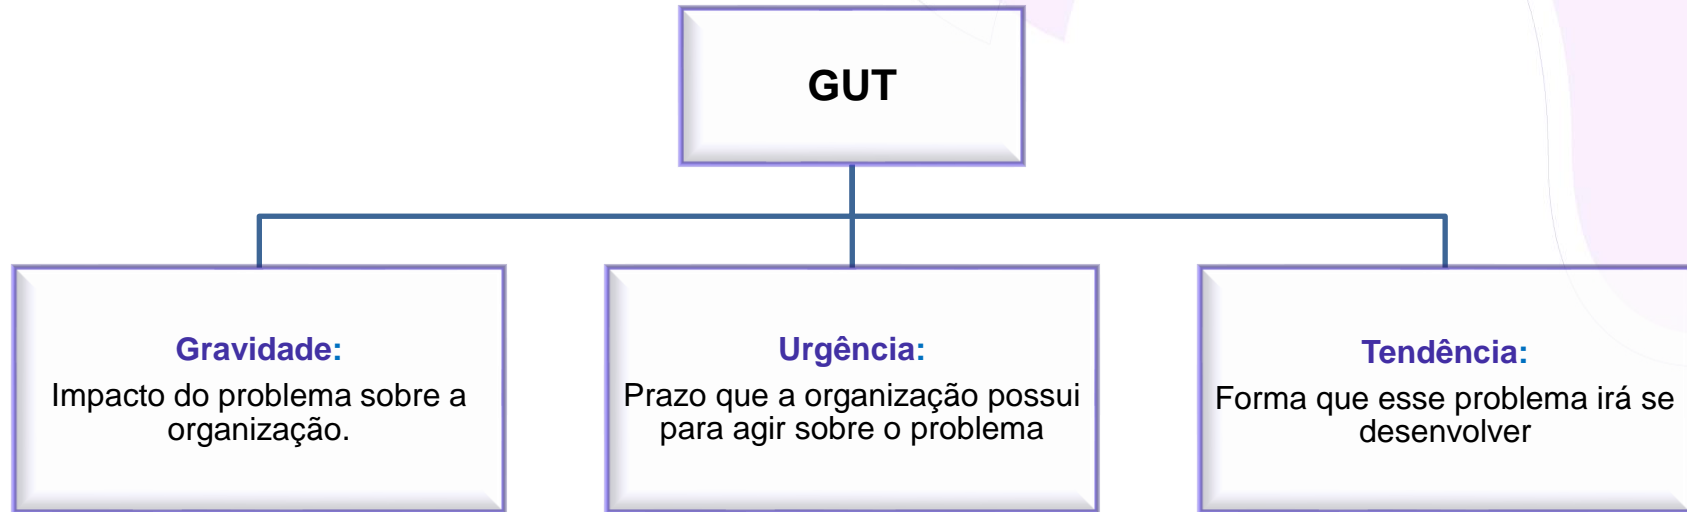 GUT
Gravidade:
Impacto do problema sobre a
organização.
Urgência:
Prazo que a organização possui
para agir sobre o problema
Tendência:
Forma que esse problema irá se
desenvolver